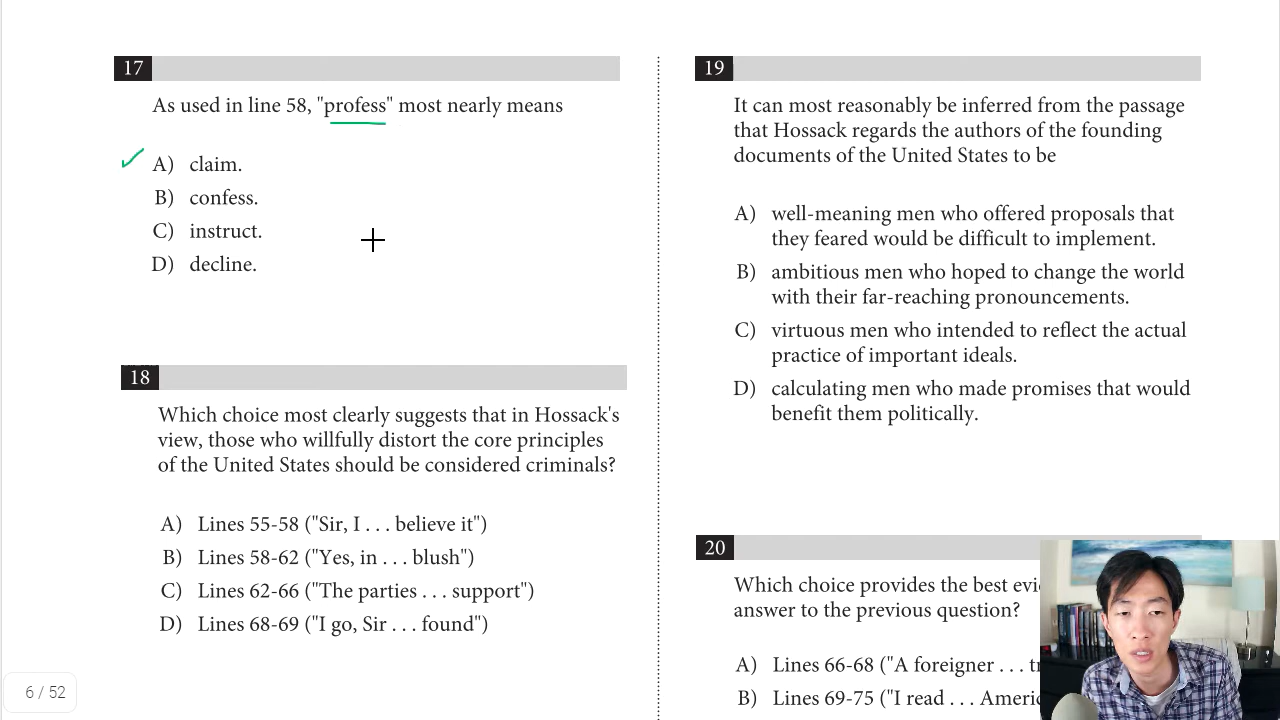 17
As used in line 58, "profess" most nearly means
A) claim.
B) confess.
C) instruct.
D) decline.
18
Which choice most clearly suggests that in Hossack's
view, those who willfully distort the core principles
of the United States should be considered criminals?
A) Lines 55-58 ("Sir, I . . . believe it")
B) Lines 58-62 ("Yes, in . . . blush")
C) Lines 62-66 ("The parties . . . support")
D) Lines 68-69 ("I go, Sir . . . found")
19
It can most reasonably be inferred from the passage
that Hossack regards the authors of the founding
documents of the United States to be
A) well-meaning men who offered proposals that
they feared would be difficult to implement.
B) ambitious men who hoped to change the world
with their far-reaching pronouncements.
C) virtuous men who intended to reflect the actual
practice of important ideals.
D) calculating men who made promises that would
benefit them politically.
20
Which choice provides the best
answer to the previous question?
A) Lines 66-68 ("A foreigner . . .
B) Lines 69-75 ("I read . . .
6 / 52